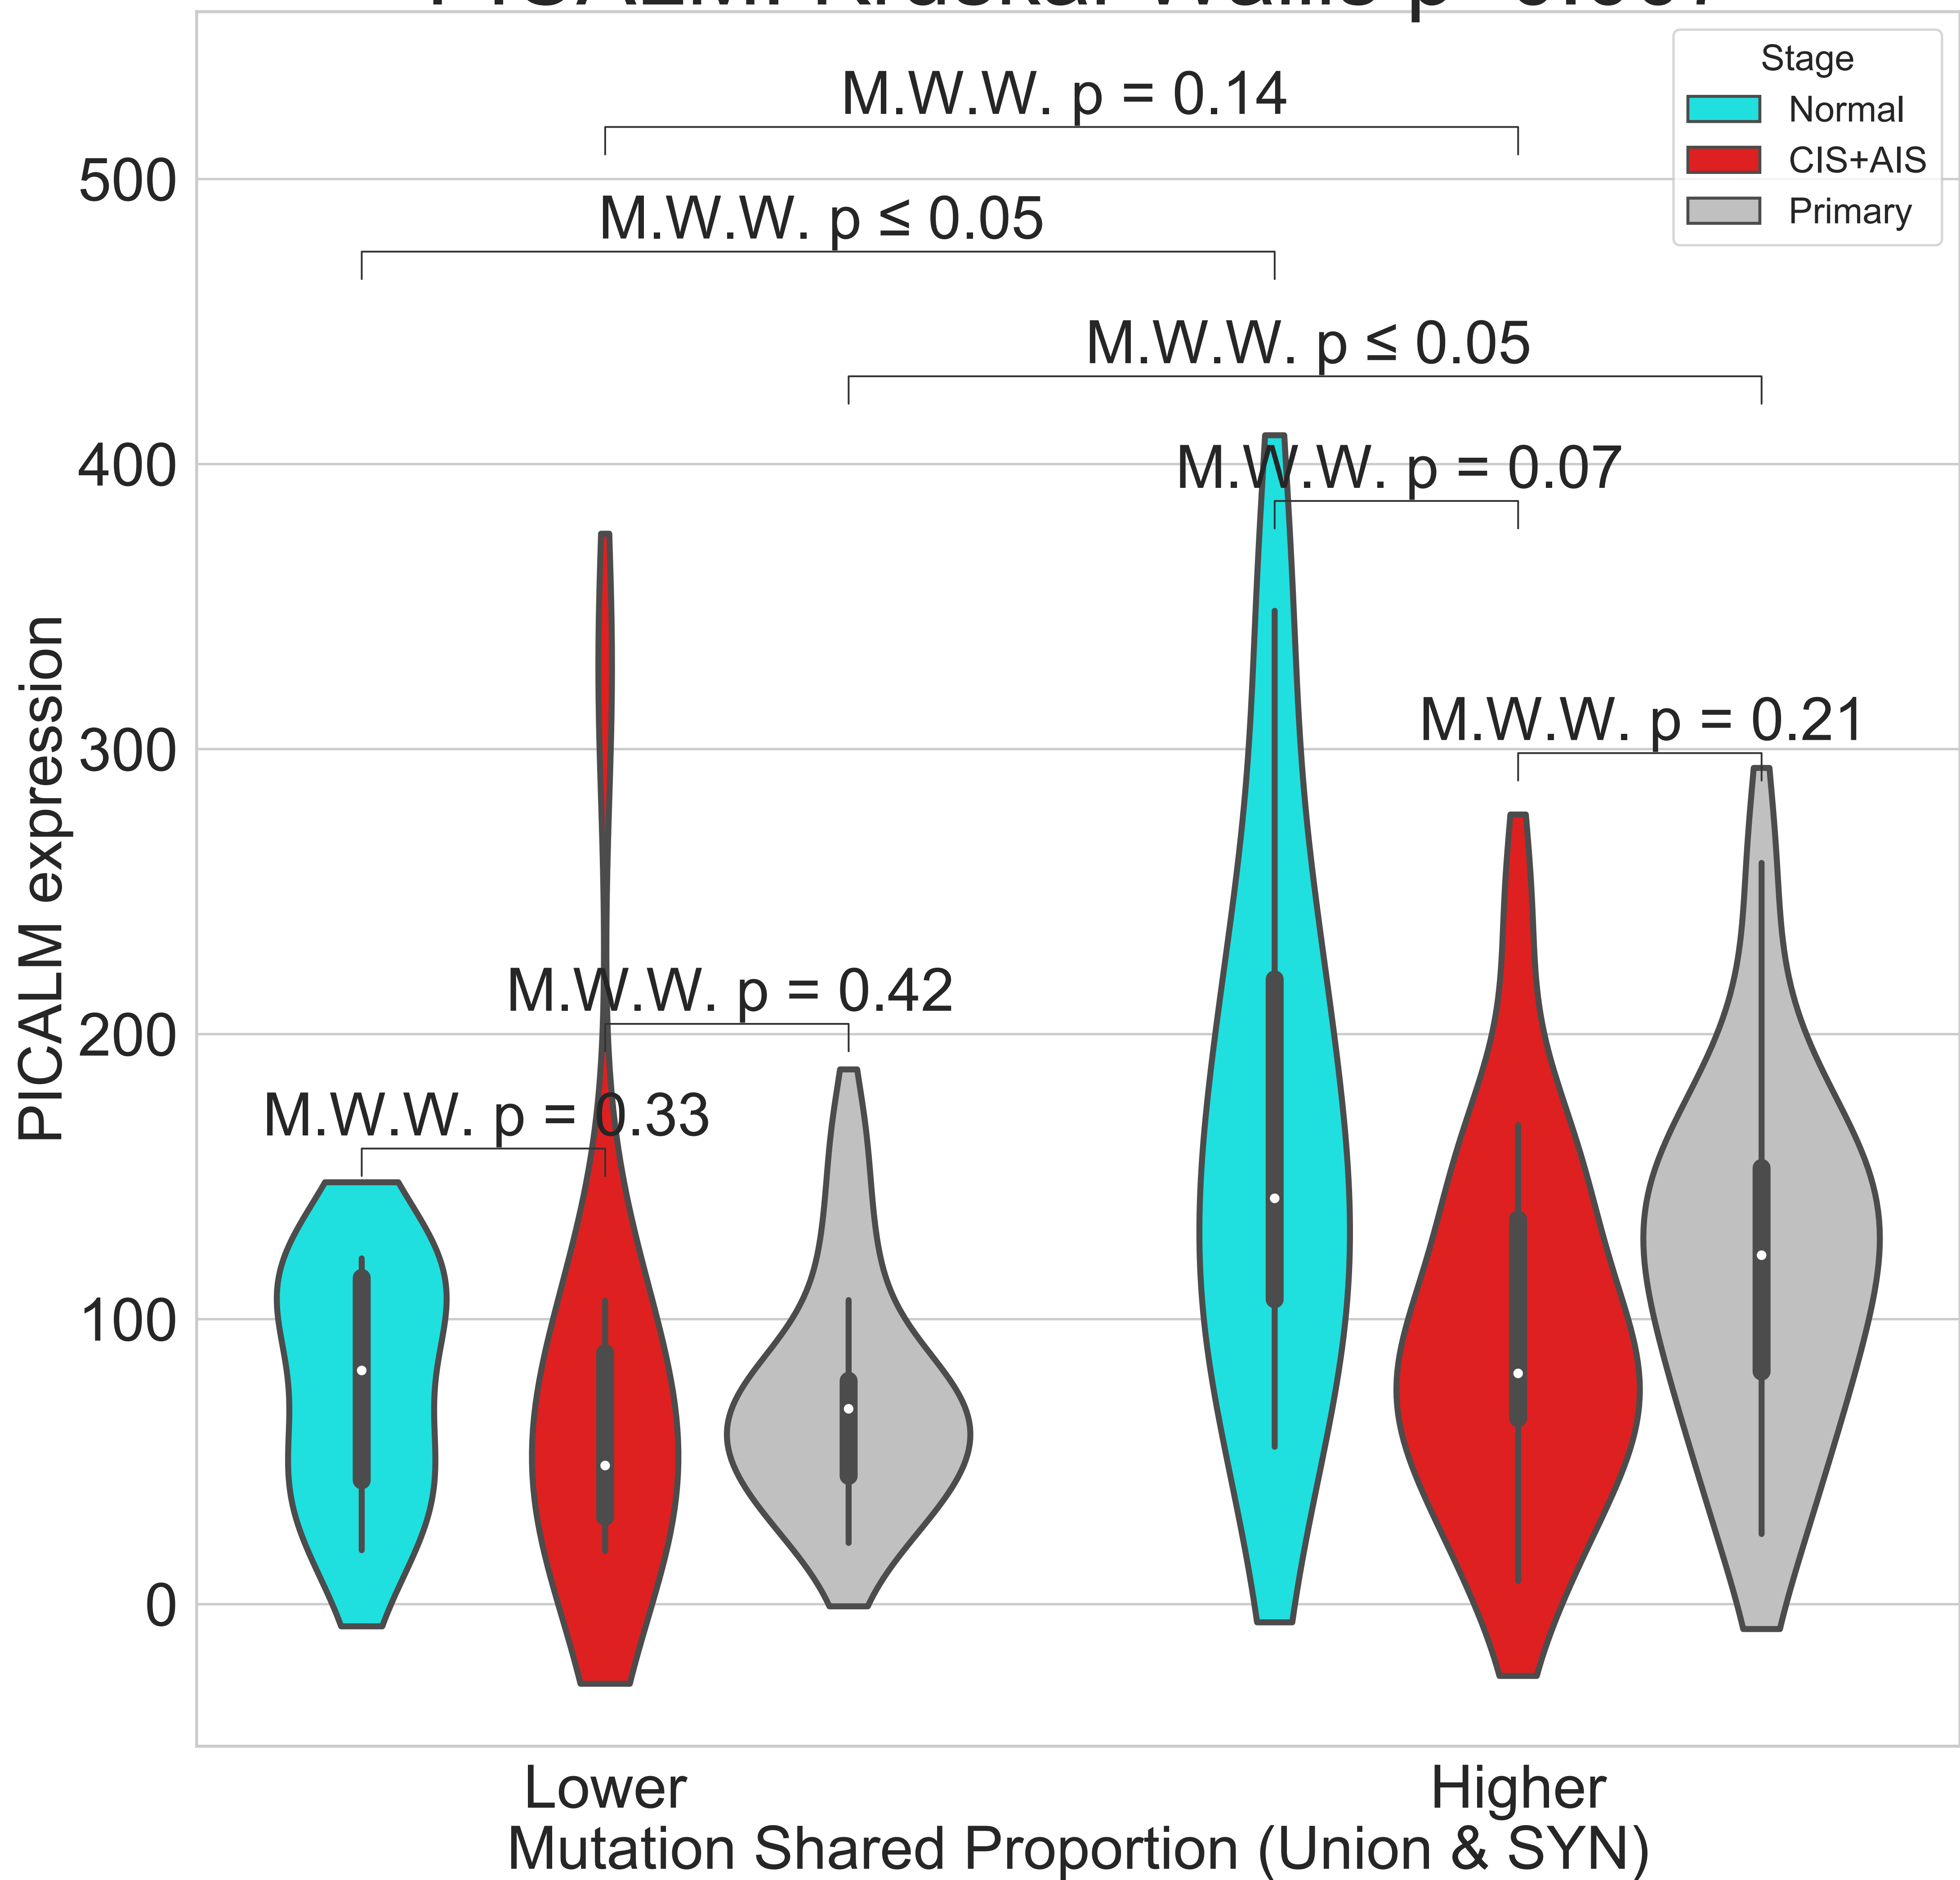 Stage
Normal
CIS+AIS
Primary
M.W.W. p = 0.14
M.W.W. p ≤ 0.05
M.W.W. p ≤ 0.05
M.W.W. p = 0.07
M.W.W. p = 0.21
M.W.W. p = 0.42
M.W.W. p = 0.33
500
400
300
200
100
0
PICALM expression
Lower
Higher
Mutation Shared Proportion (Union & SYN)